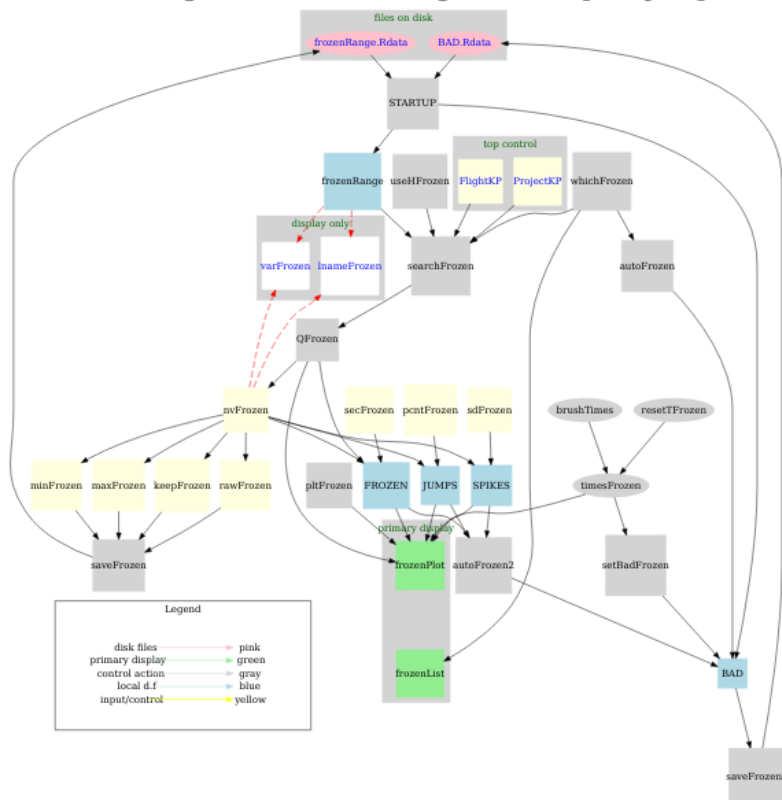 files on disk
frozenRange.Rdata
BAD.Rdata
STARTUP
top control
frozenRange
useHFrozen
FlightKP
ProjectKP
whichFrozen
display only
varFrozen
lnameFrozen
searchFrozen
autoFrozen
QFrozen
nvFrozen
secFrozen
pcntFrozen
sdFrozen
brushTimes
resetTFrozen
minFrozen
maxFrozen
keepFrozen
rawFrozen
pltFrozen
FROZEN
JUMPS
SPIKES
timesFrozen
primary display
saveFrozen
frozenPlot
autoFrozen2
setBadFrozen
Legend
disk files
pink
primary display
green
control action
gray
local d.f
blue
input/control
yellow
frozenList
BAD
saveFrozen